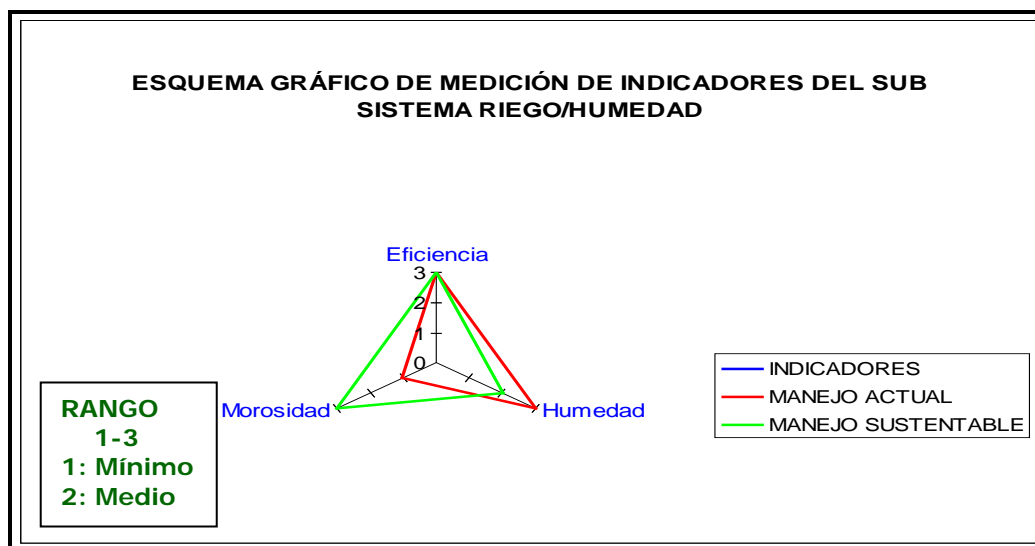 ESQUEMA GRÁFICO DE MEDICIÓN DE INDICADORES DEL SUB
SISTEMA RIEGO/HUMEDAD
Eficiencia
3
2
1
0
Morosidad
Humedad
INDICADORES
MANEJO ACTUAL
MANEJO SUSTENTABLE
RANGO
1-3
1: Mínimo
2: Medio